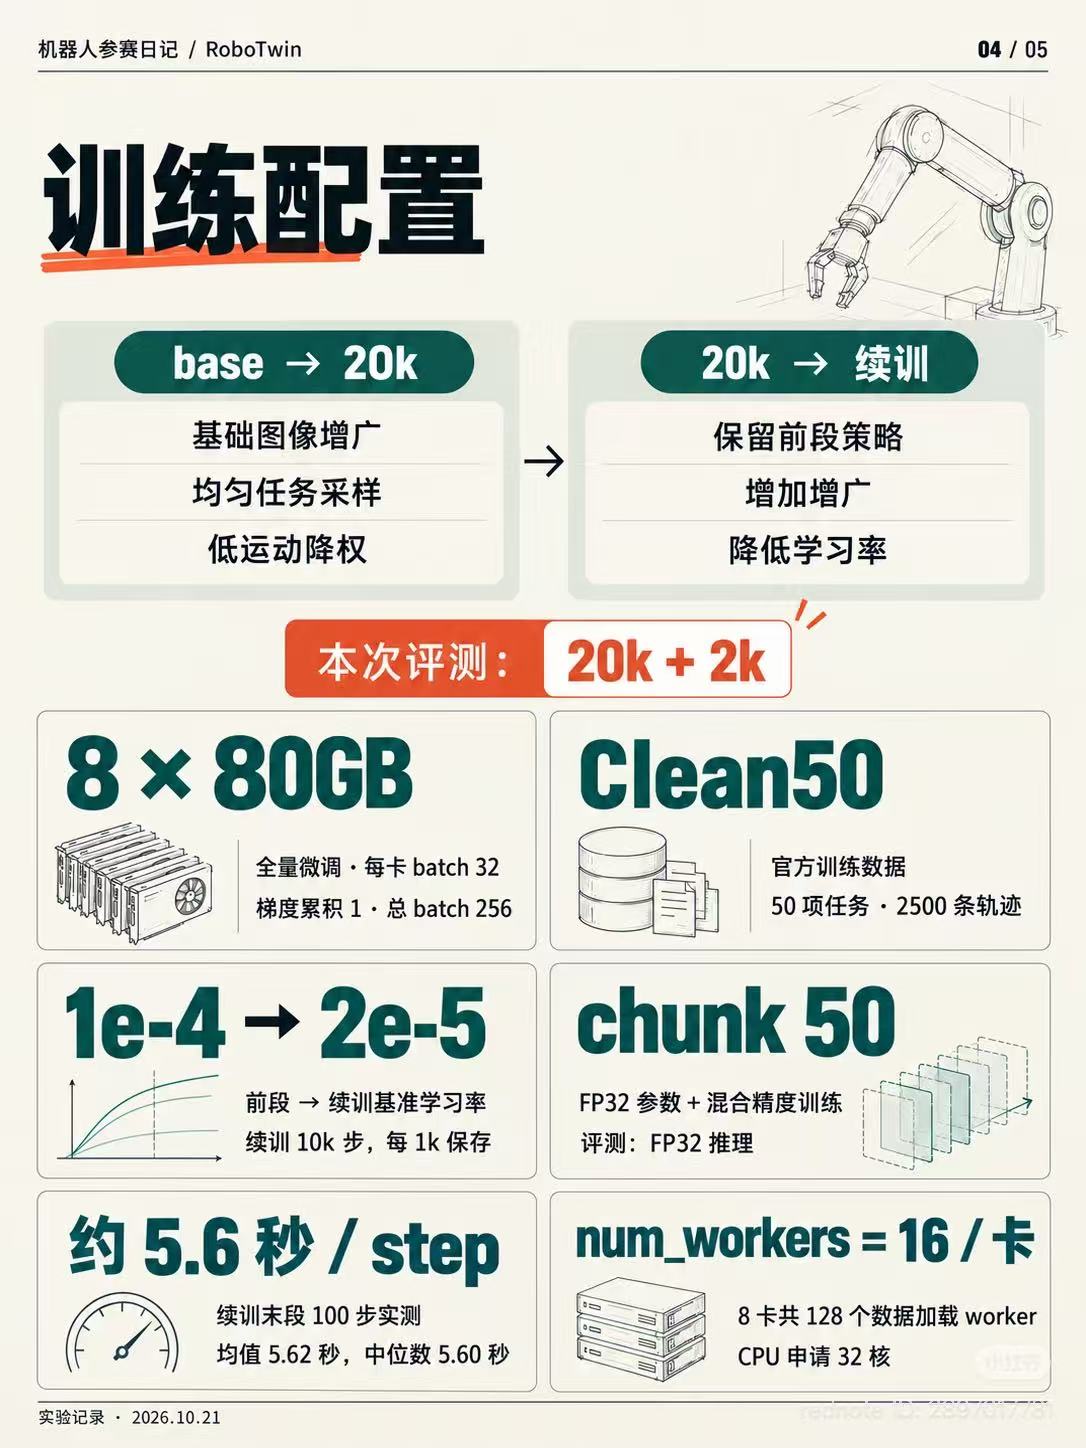 机器人参赛日记 / RoboTwin
04 / 05
训练配置
base → 20k
基础图像增广
均匀任务采样
低运动降权
→
20k → 续训
保留前段策略
增加增广
降低学习率
本次评测：20k + 2k
8 × 80GB
全量微调·每卡 batch 32
梯度累积 1·总 batch 256
Clean50
官方训练数据
50 项任务·2500 条轨迹
1e-4 → 2e-5
前段 → 续训基准学习率
续训 10k 步，每 1k 保存
chunk 50
FP32 参数 + 混合精度训练
评测：FP32 推理
约 5.6 秒 / step
续训末段 100 步实测
均值 5.62 秒，中位数 5.60 秒
num_workers = 16 / 卡
8 卡共 128 个数据加载 worker
CPU 申请 32 核
小红书
实验记录 · 2026.10.21
rednote ID: 2897017781